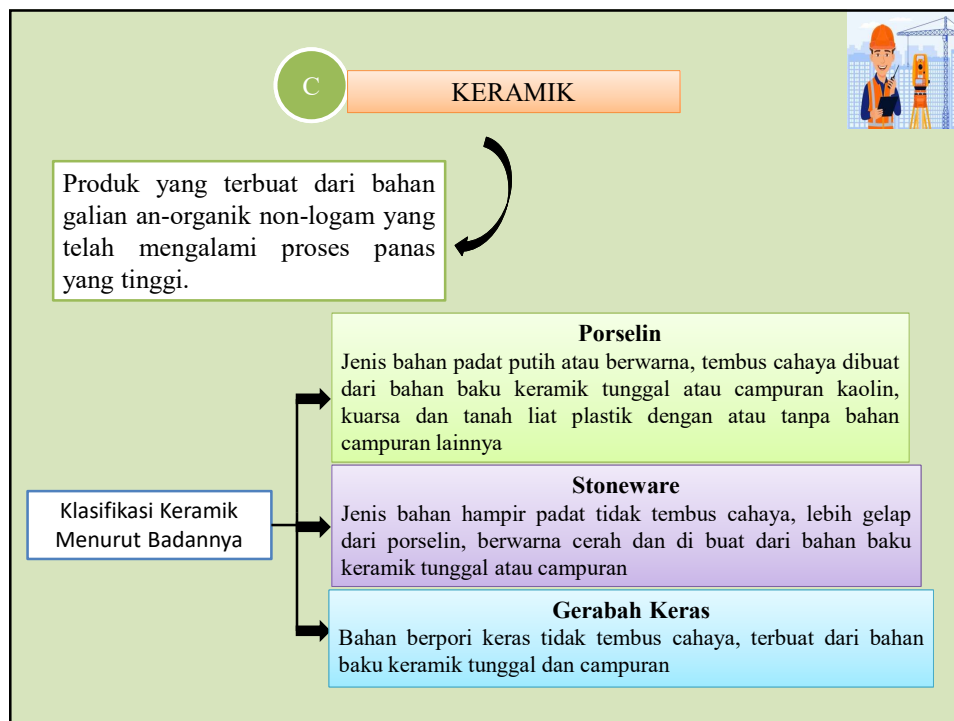 C
KERAMIK
Produk yang terbuat dari bahan
galian an-organik non-logam yang
telah mengalami proses panas
yang tinggi.
Porselin
Jenis bahan padat putih atau berwarna, tembus cahaya dibuat
dari bahan baku keramik tunggal atau campuran kaolin,
kuarsa dan tanah liat plastik dengan atau tanpa bahan
campuran lainnya
Klasifikasi Keramik
Menurut Badannya
Stoneware
Jenis bahan hampir padat tidak tembus cahaya, lebih gelap
dari porselin, berwarna cerah dan di buat dari bahan baku
keramik tunggal atau campuran
Gerabah Keras
Bahan berpori keras tidak tembus cahaya, terbuat dari bahan
baku keramik tunggal dan campuran